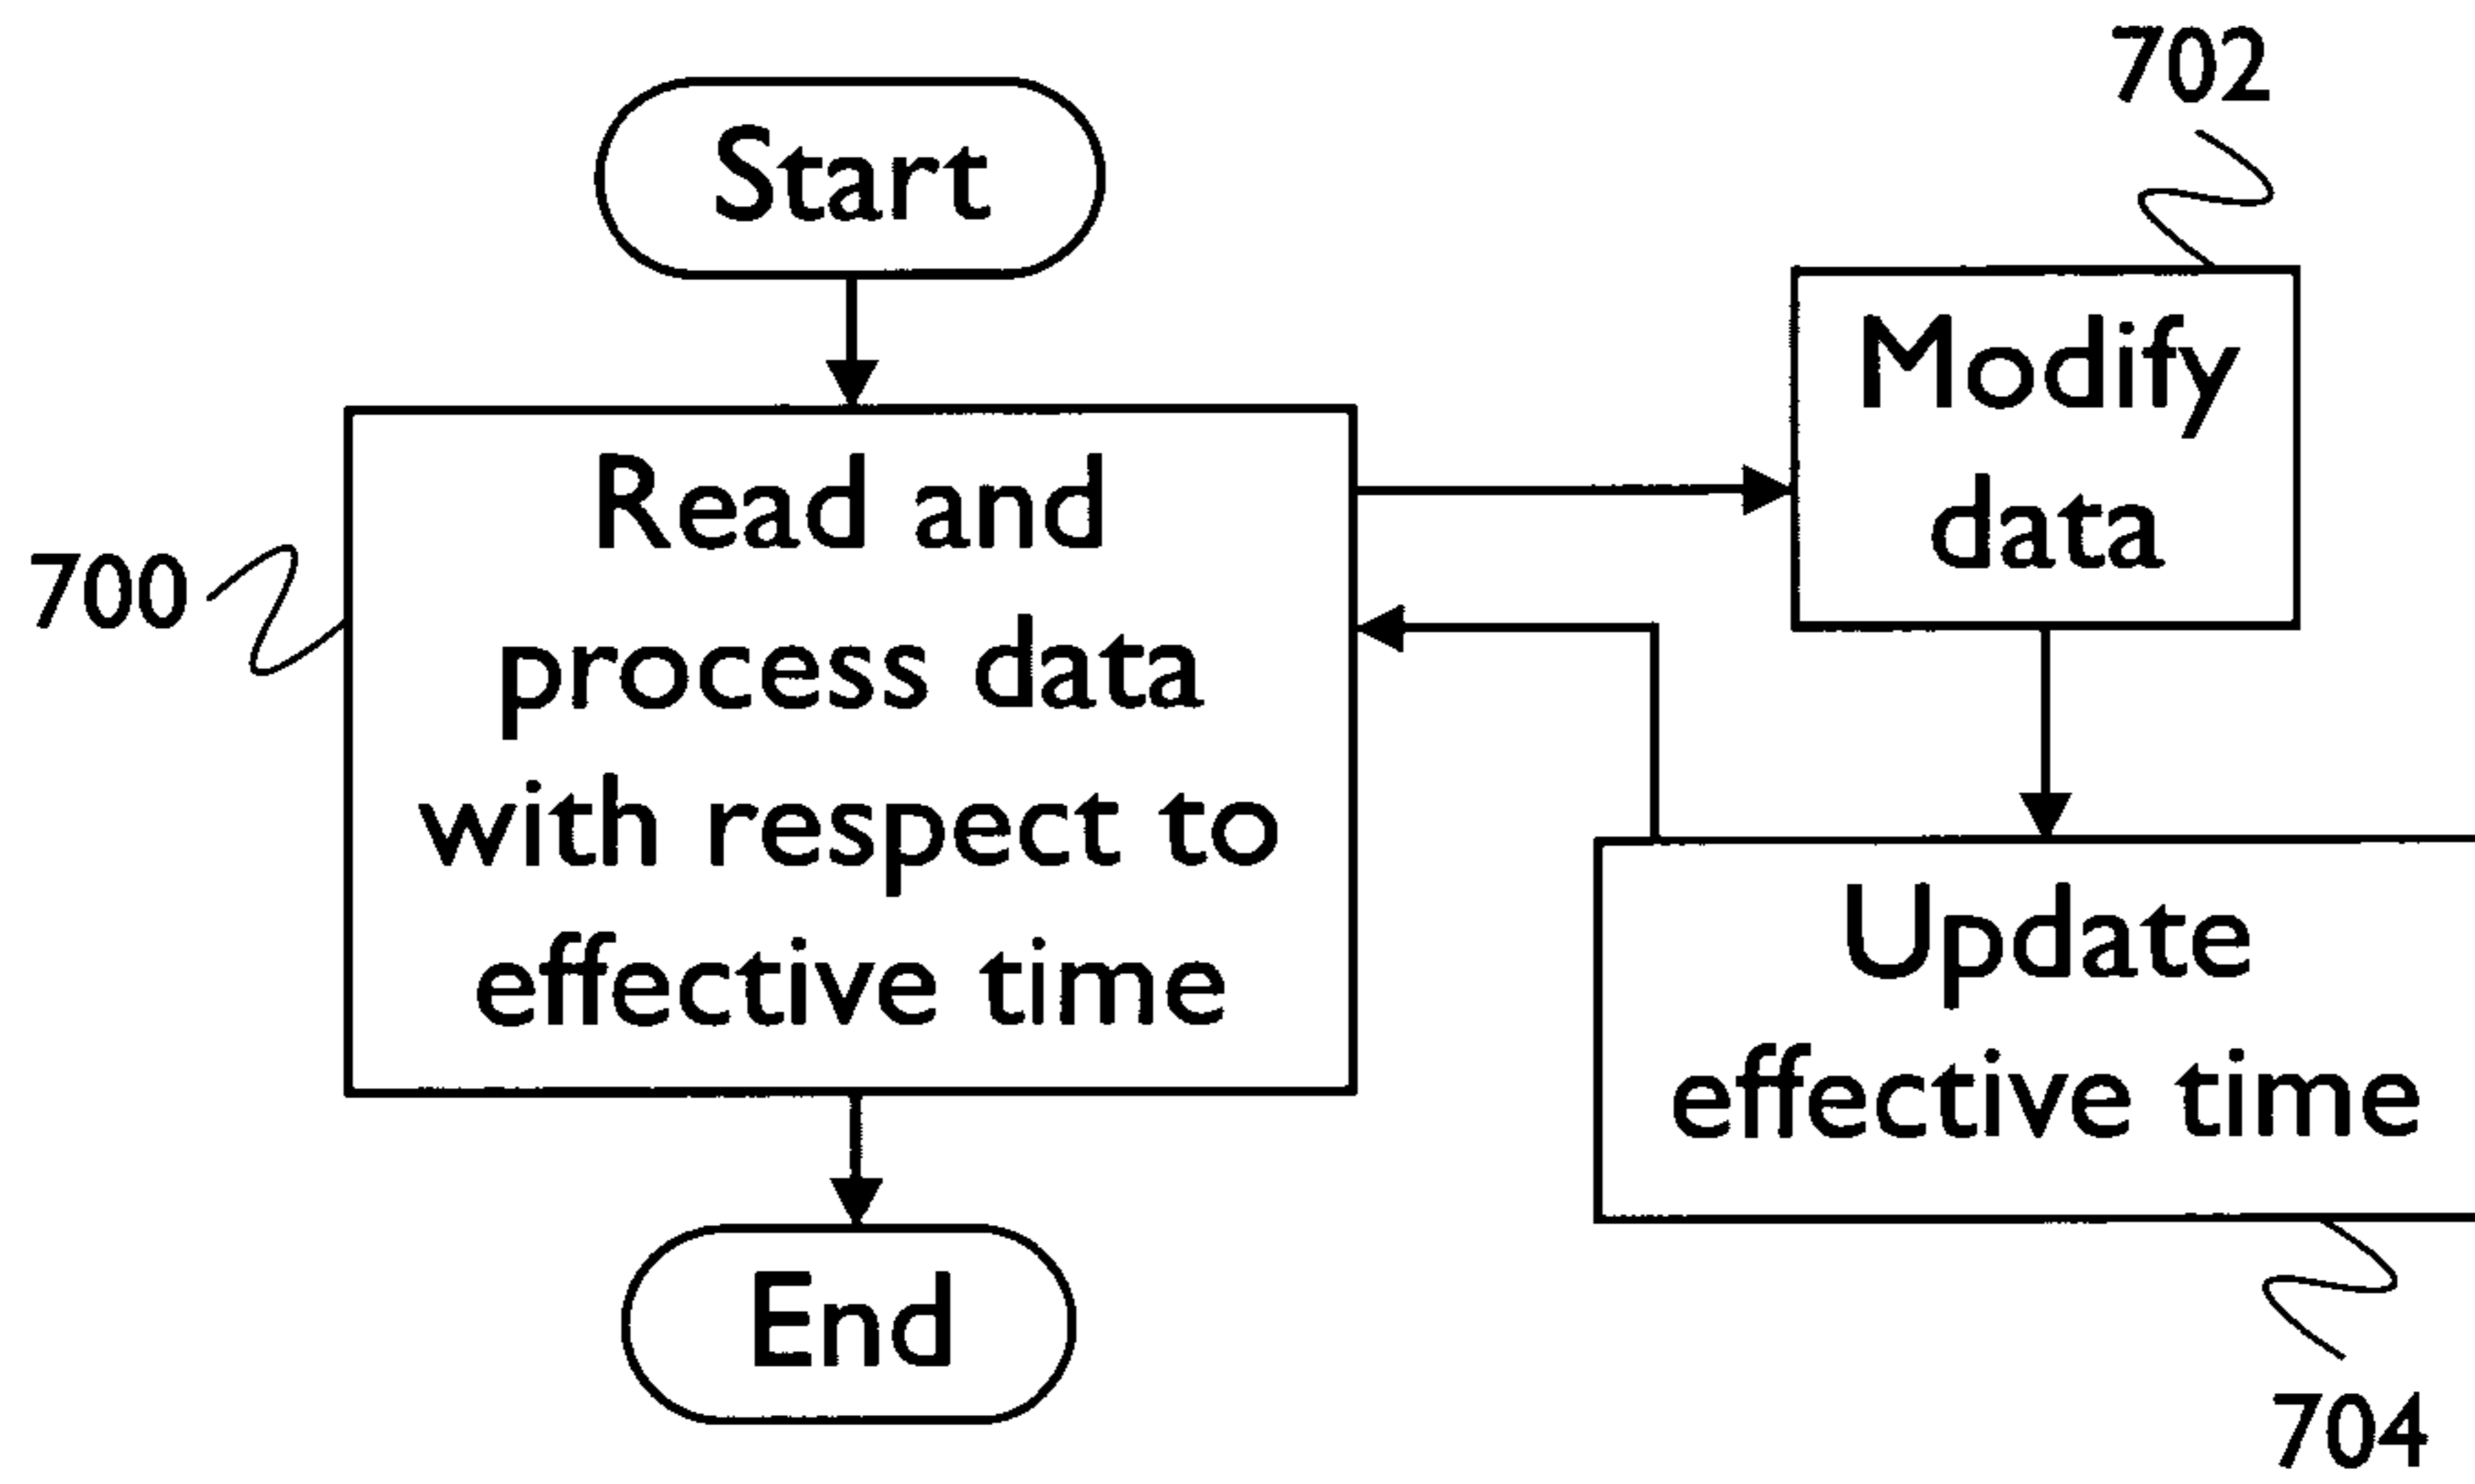 Start
700
Read and
process data
with respect to
effective time
End
702
Modify
data
Update
effective time
704